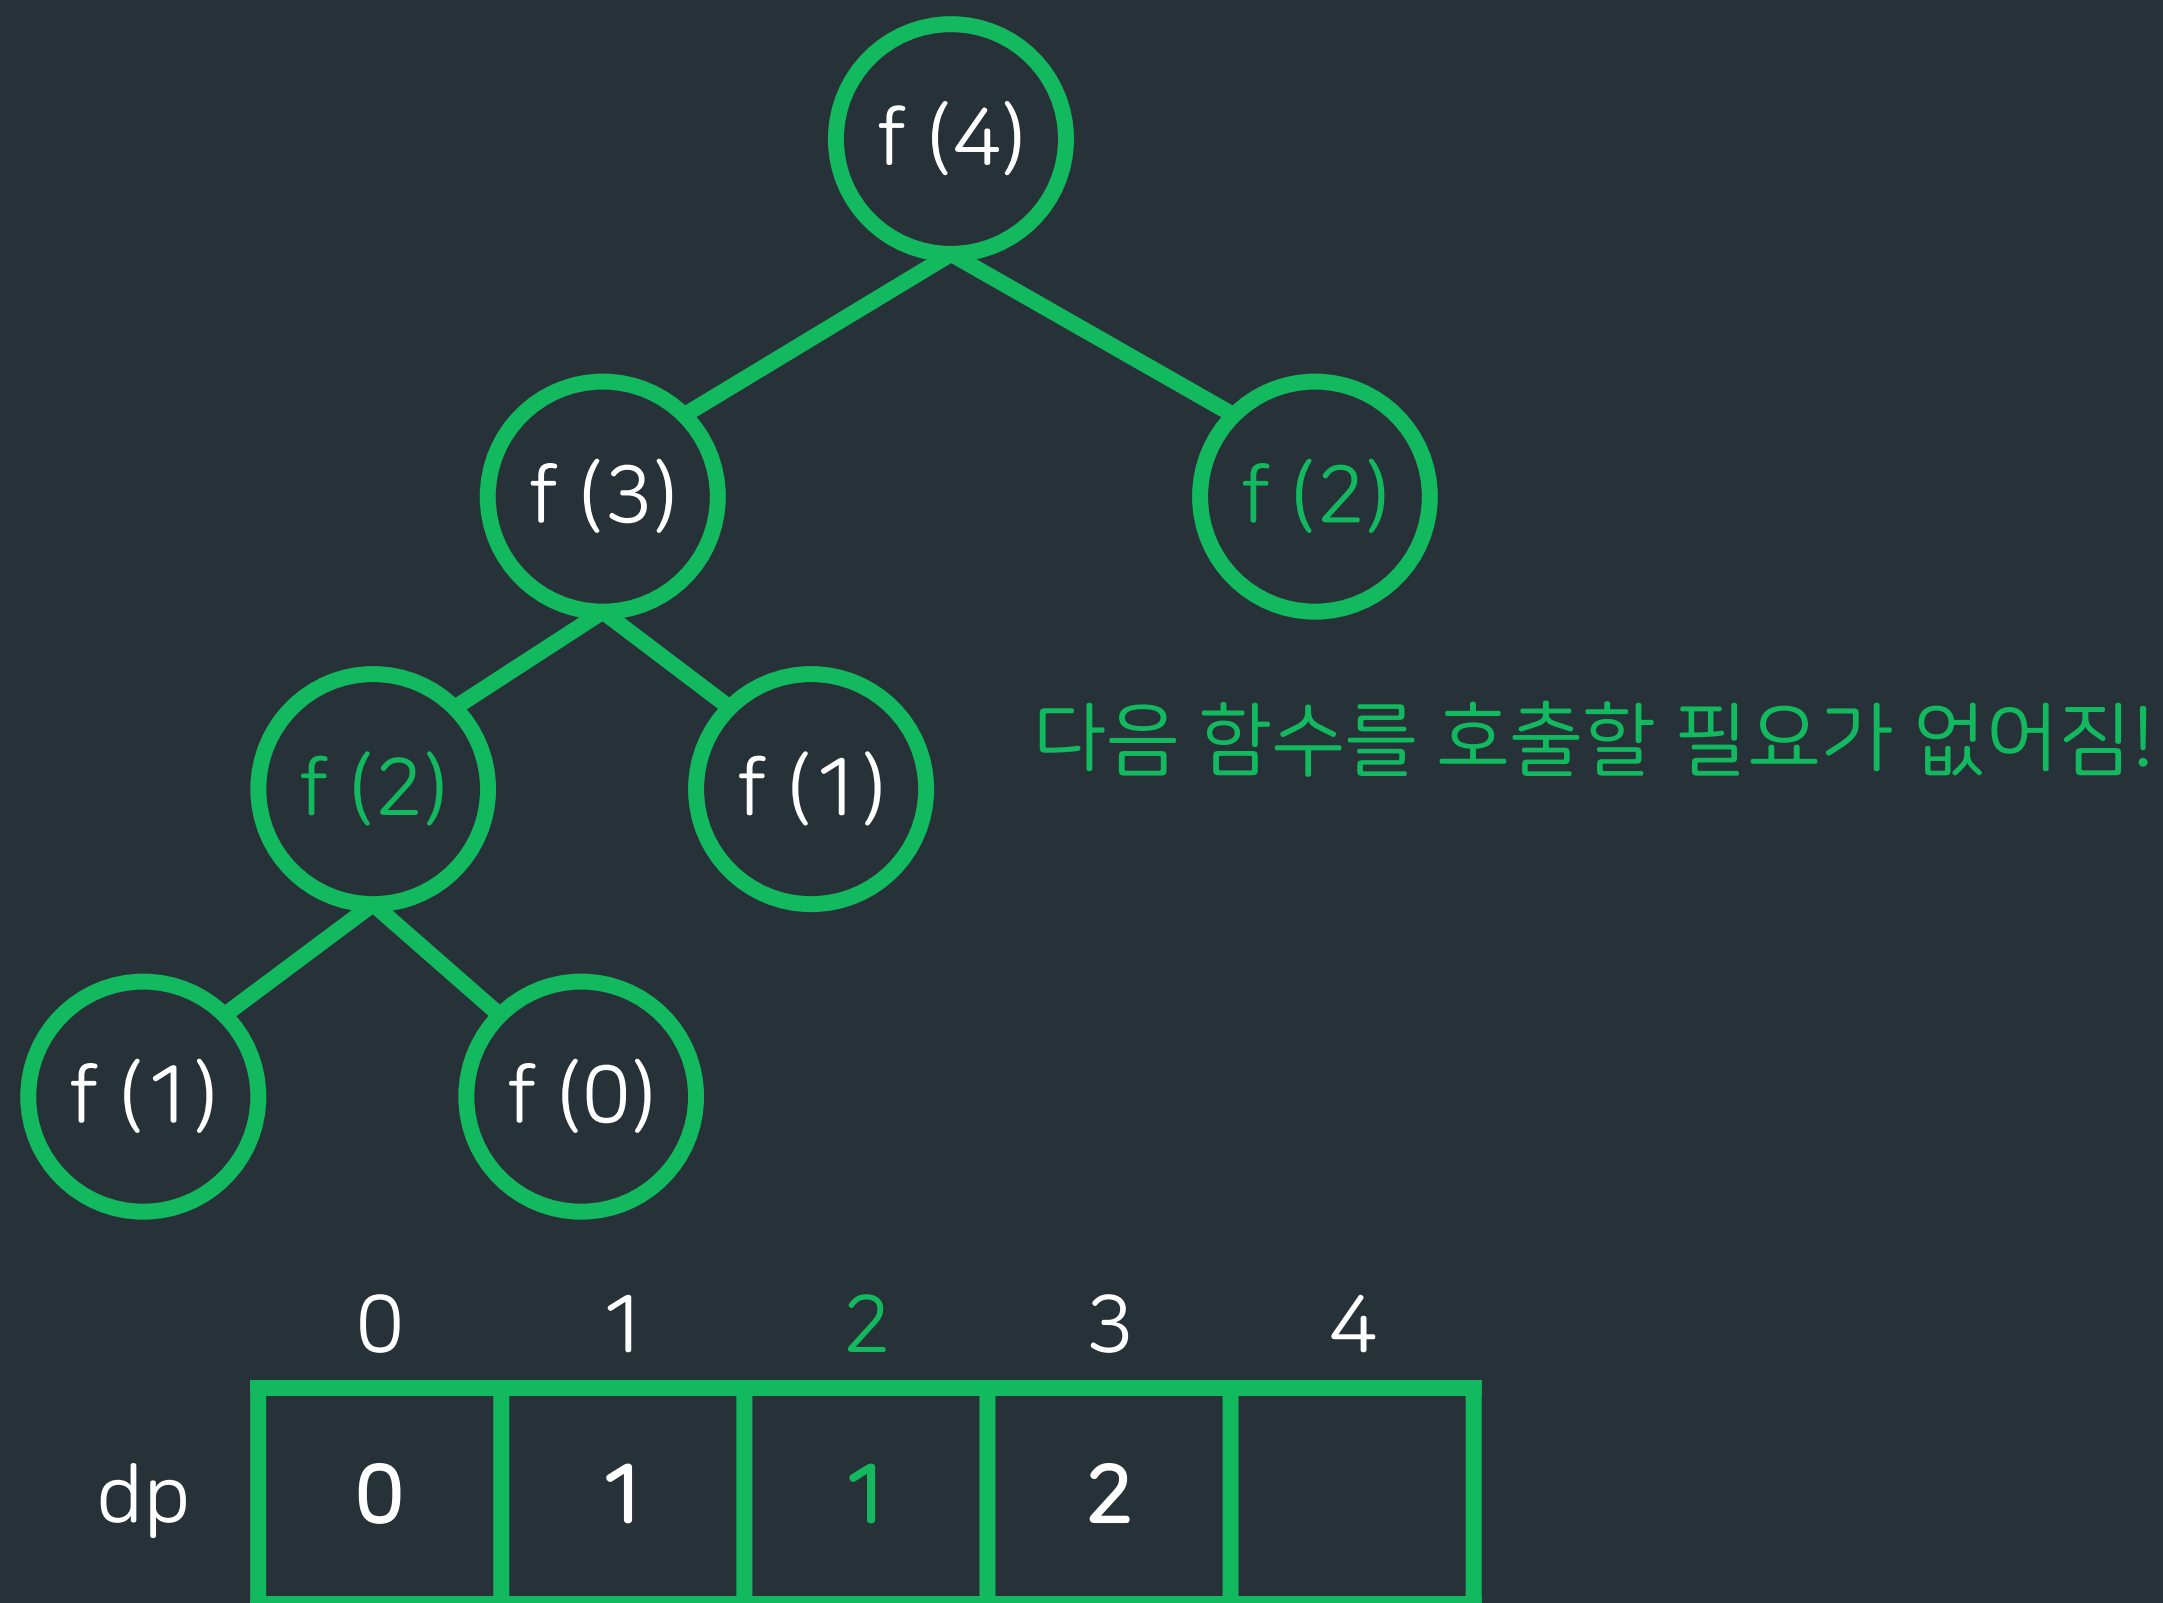 f (4)
f (3) f (2)
f (2) f (1) 다음 함수를 호출할 필요가 없어짐!
f (1) f (0)
0 1 2 3 4
dp 0 1 1 2